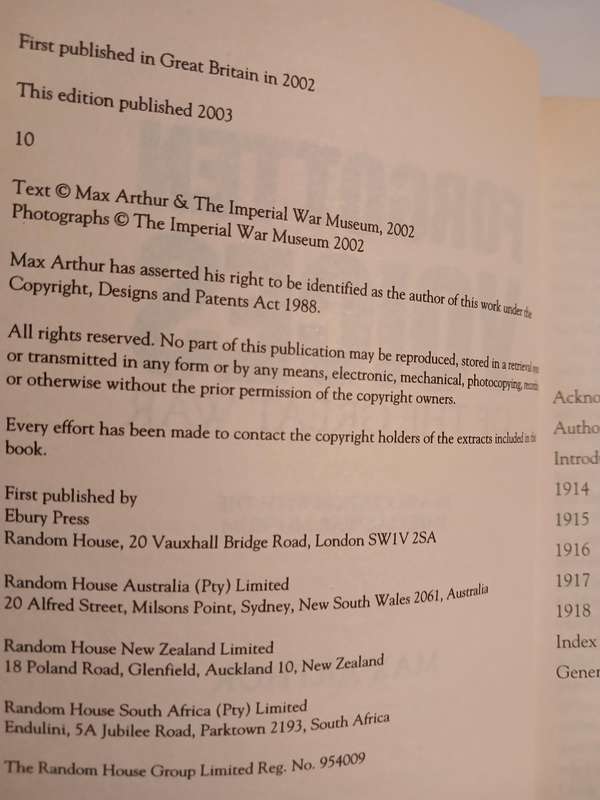 First published in Great Britain in 2002
This edition published 2003
10
Text © Max Arthur & The Imperial War Museum, 2002
Photographs © The Imperial War Museum 2002
Max Arthur has asserted his right to be identified as the author of this work under the
Copyright, Designs and Patents Act 1988.
All rights reserved. No part of this publication may be reproduced, stored in a retrieval
or transmitted in any form or by any means, electronic, mechanical, photocopying,
or otherwise without the prior permission of the copyright owners.
Every effort has been made to contact the copyright holders of the extracts included in this
book.
First published by
Ebury Press
Random House, 20 Vauxhall Bridge Road, London SW1V 2SA
Random House Australia (Pty) Limited
20 Alfred Street, Milsons Point, Sydney, New South Wales 2061, Australia
Random House New Zealand Limited
18 Poland Road, Glenfield, Auckland 10, New Zealand
Random House South Africa (Pty) Limited
Endulini, 5A Jubilee Road, Parktown 2193, South Africa
The Random House Group Limited Reg. No. 954009
Ackno
Autho
Introd
1914
1915
1916
1917
1918
Index
Gener